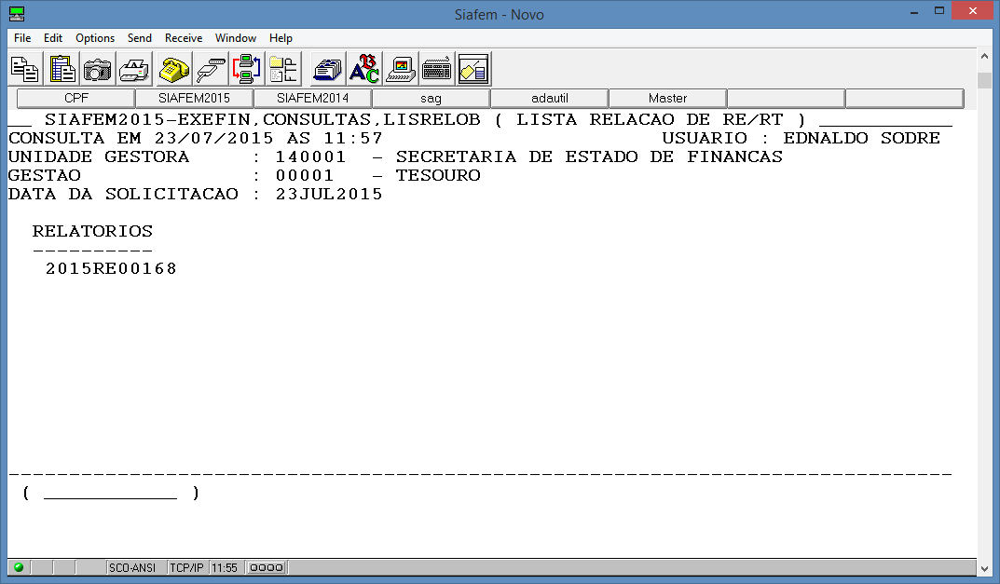 Siafem - Novo
File Edit Options Send Receive Window Help
CPF SIAFEM2015 SIAFEM2014 sag adautil Master
__ SIAFEM2015-EXEFIN,CONSULTAS,LISRELOB ( LISTA RELACAO DE RE/RT ) ___________
CONSULTA EM 23/07/2015 AS 11:57 USUARIO : EDNALDO SODRE
UNIDADE GESTORA : 140001 - SECRETARIA DE ESTADO DE FINANCAS
GESTAO : 00001 - TESOURO
DATA DA SOLICITACAO : 23JUL2015
RELATORIOS
----------
2015RE00168
------------------------------------------------------------------------------
( ___________ )
SCO-ANSI TCP/IP 11:55